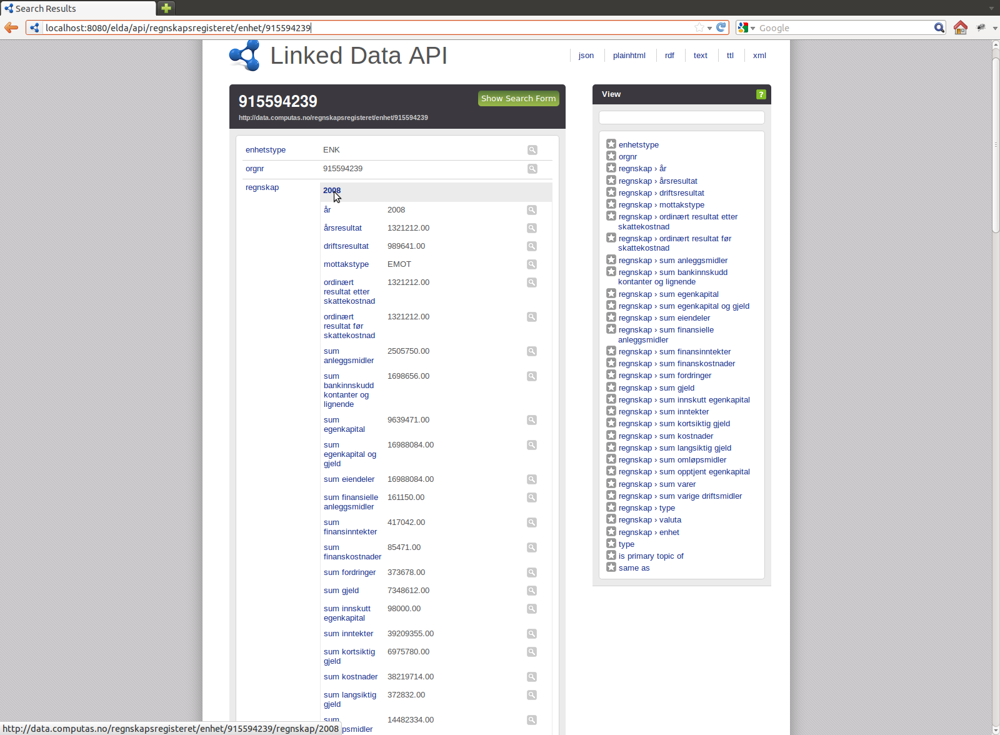 Search Results
localhost:8080/elda/api/regnskapsregisteret/enhet/915594239
Google
Linked Data API
json
plainhtml
rdf
text
ttl
xml
915594239
Show Search Form
http://data.computas.no/regnskapsregisteret/enhet/915594239
enhetstype ENK
orgnr 915594239
regnskap
2008
år 2008
årsresultat 1321212.00
driftsresultat 989641.00
mottakstype EMOT
ordinært 1321212.00
resultat etter
skattekostnad
ordinært 1321212.00
resultat før
skattekostnad
sum 2505750.00
anleggsmidler
sum 1698656.00
bankinnskudd
kontanter og
lignende
sum 9639471.00
egenkapital
sum 16988084.00
egenkapital og
gjeld
sum eiendeler 16988084.00
sum finansielle 161150.00
anleggsmidler
sum 417042.00
finansinntekter
sum 85471.00
finanskostnader
sum fordringer 373678.00
sum gjeld 7348612.00
sum innskutt 98000.00
egenkapital
sum inntekter 39209355.00
sum kortsiktig 6975780.00
gjeld
sum kostnader 38219714.00
sum langsiktig 372832.00
gjeld
sum 14482334.00
psmidler
View
?
enhetstype
orgnr
regnskap › år
regnskap › årsresultat
regnskap › driftsresultat
regnskap › mottakstype
regnskap › ordinært resultat etter
skattekostnad
regnskap › ordinært resultat før
skattekostnad
regnskap › sum anleggsmidler
regnskap › sum bankinnskudd
kontanter og lignende
regnskap › sum egenkapital
regnskap › sum egenkapital og gjeld
regnskap › sum eiendeler
regnskap › sum finansielle
anleggsmidler
regnskap › sum finansinntekter
regnskap › sum finanskostnader
regnskap › sum fordringer
regnskap › sum gjeld
regnskap › sum innskutt egenkapital
regnskap › sum inntekter
regnskap › sum kortsiktig gjeld
regnskap › sum kostnader
regnskap › sum langsiktig gjeld
regnskap › sum omløpsmidler
regnskap › sum opptjent egenkapital
regnskap › sum varer
regnskap › sum varige driftsmidler
regnskap › type
regnskap › valuta
regnskap › enhet
type
is primary topic of
same as
http://data.computas.no/regnskapsregisteret/enhet/915594239/regnskap/2008